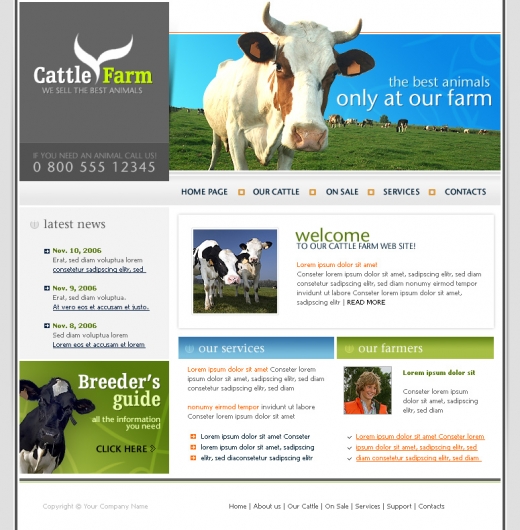 Cattle Farm
WE SELL THE BEST ANIMALS
IF YOU NEED AN ANIMAL CALL US!
0 800 555 12345
the best animals
only at our farm
HOME PAGE
OUR CATTLE
ON SALE
SERVICES
CONTACTS
latest news
Nov. 10, 2006
Erat, sed diam voluptua lorem
consetetur sadipscing elitr, sed
Nov. 9, 2006
Erat, sed diam voluptua.
At vero eos et accusam et justo.
Nov. 8, 2006
Sed diam voluptua lorem
Lorem eos et accusam et lorem
Breeder's
guide
all the information
you need
CLICK HERE
welcome
TO OUR CATTLE FARM WEB SITE!
Lorem ipsum dolor sit amet
Conseter lorem ipsum dolor sit amet, sadipscing elitr, sed diam
consetetur sadipscing elitr, sed diam nonumy eirmod tempor
invidunt ut labore. Conseter lorem ipsum dolor sit amet,
sadipscing elitr | READ MORE
our services
Lorem ipsum dolor sit amet Conseter lorem
ipsum dolor sit amet, sadipscing elitr, sed
diam consetetur sadipscing elitr, sed diam
nonumy eirmod tempor invidunt ut labore
Conseter lorem ipsum dolor sit amet
Lorem ipsum dolor sit amet Conseter
lorem ipsum dolor sit amet, sadipscing
elitr, sed diaconsetetur sadipscing elitr
our farmers
Lorem ipsum dolor sit
Conseter lorem
ipsum dolor sit
amet, sadipscing
elitr, sed diam
Lorem ipsum dolor sit amet Conseter lorem
ipsum dolor sit amet, sadipscing elitr, sed
diam consetetur sadipscing elitr, sed diam
Copyright © Your Company Name
Home | About us | Our Cattle | On Sale | Services | Support | Contacts